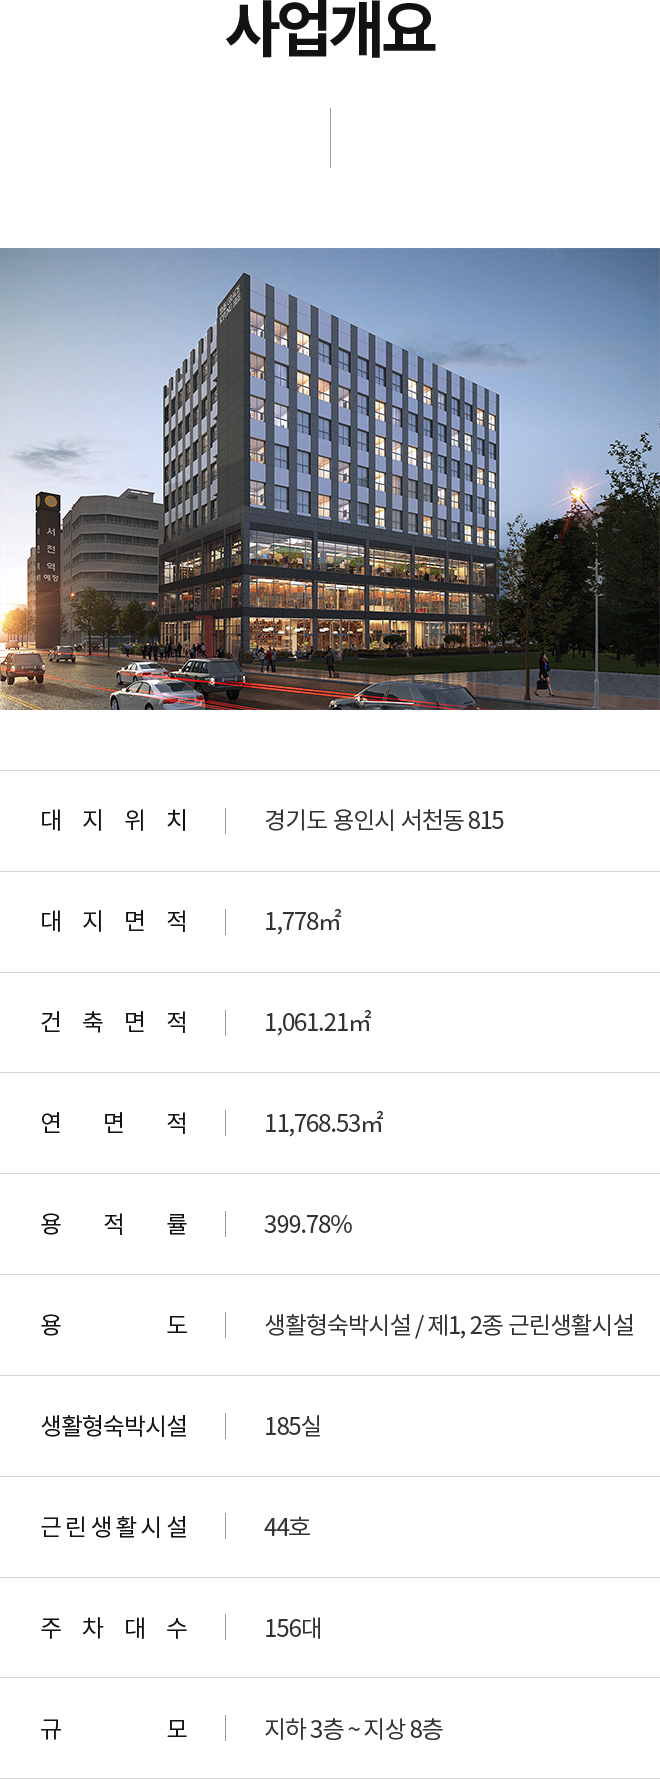 사업개요
서천역
예정
대지위치 경기도 용인시 서천동 815
대지면적 1,778㎡
건축면적 1,061.21㎡
연면적 11,768.53㎡
용적률 399.78%
용도 생활형숙박시설 / 제1, 2종 근린생활시설
생활형숙박시설 185실
근린생활시설 44호
주차대수 156대
규모 지하 3층 ~ 지상 8층